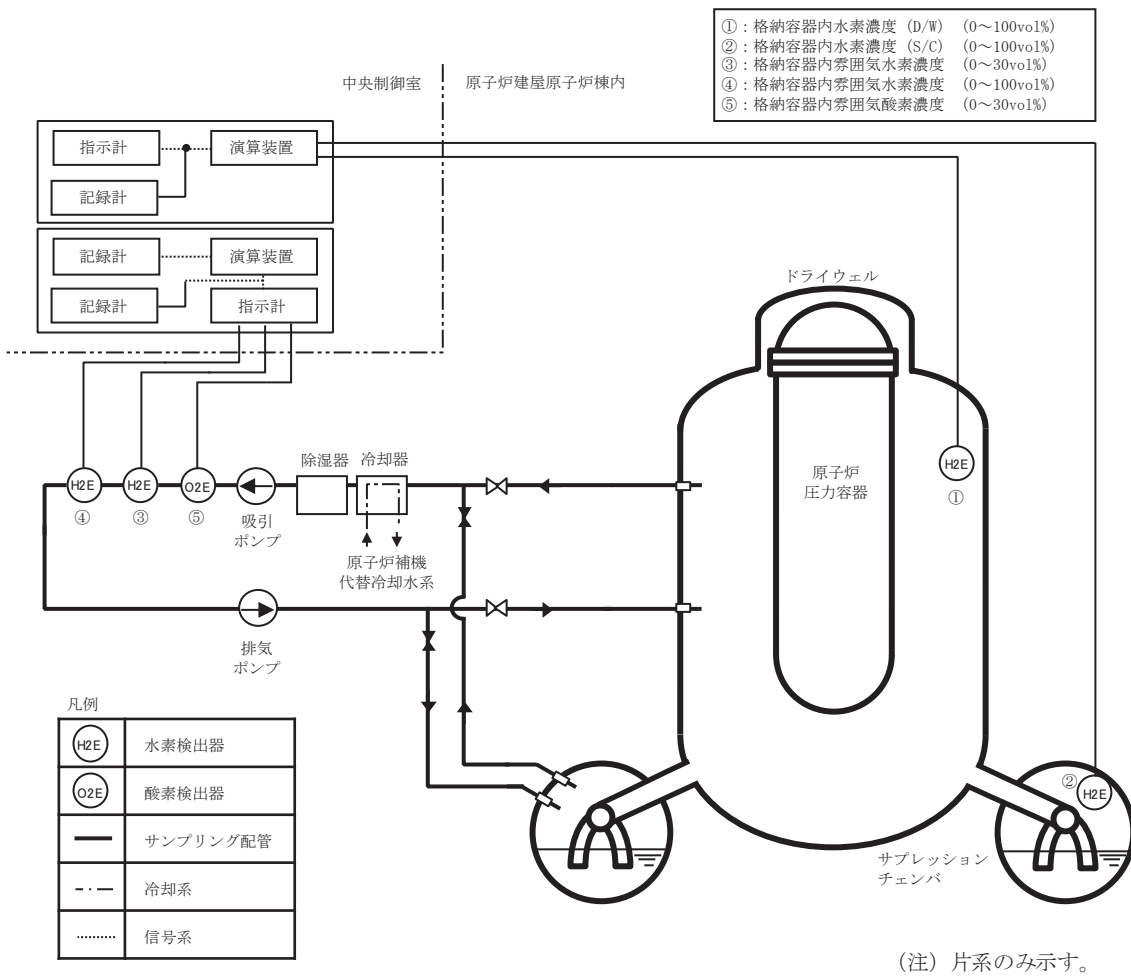 ①：格納容器内水素濃度（D/W）（0～100vol%）
②：格納容器内水素濃度（S/C）（0～100vol%）
③：格納容器内雰囲気水素濃度（0～30vol%）
④：格納容器内雰囲気水素濃度（0～100vol%）
⑤：格納容器内雰囲気酸素濃度（0～30vol%）
中央制御室
原子炉建屋原子炉棟内
指示計
演算装置
記録計
記録計
演算装置
記録計
指示計
ドライウェル
原子炉
圧力容器
H2E
①
除湿器
冷却器
H2E
H2E
O2E
④
③
⑤
吸引
ポンプ
原子炉補機
代替冷却水系
排気
ポンプ
②
H2E
サプレッション
チェンバ
凡例
H2E
水素検出器
O2E
酸素検出器
サンプリング配管
冷却系
信号系
（注）片系のみ示す。